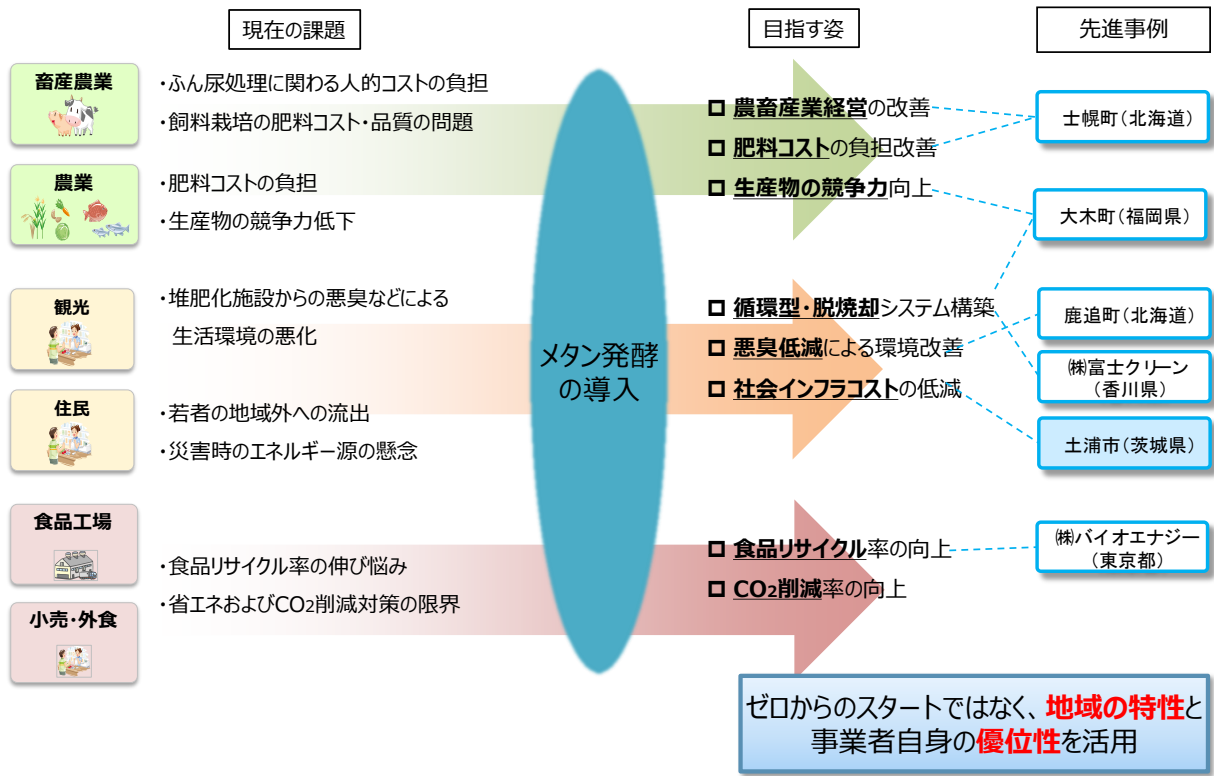 現在の課題
目指す姿
先進事例
畜産農業
・ふん尿処理に関わる人的コストの負担
・飼料栽培の肥料コスト・品質の問題
農業
・肥料コストの負担
・生産物の競争力低下
観光
・堆肥化施設からの悪臭などによる
生活環境の悪化
住民
・若者の地域外への流出
・災害時のエネルギー源の懸念
食品工場
・食品リサイクル率の伸び悩み
・省エネおよびCO2削減対策の限界
小売・外食
メタン発酵
の導入
農畜産業経営の改善
肥料コストの負担改善
生産物の競争力向上
循環型・脱焼却システム構築
悪臭低減による環境改善
社会インフラコストの低減
食品リサイクル率の向上
CO2削減率の向上
士幌町(北海道)
大木町(福岡県)
鹿追町(北海道)
㈱富士クリーン
(香川県)
土浦市(茨城県)
㈱バイオエナジー
(東京都)
ゼロからのスタートではなく、地域の特性と
事業者自身の優位性を活用